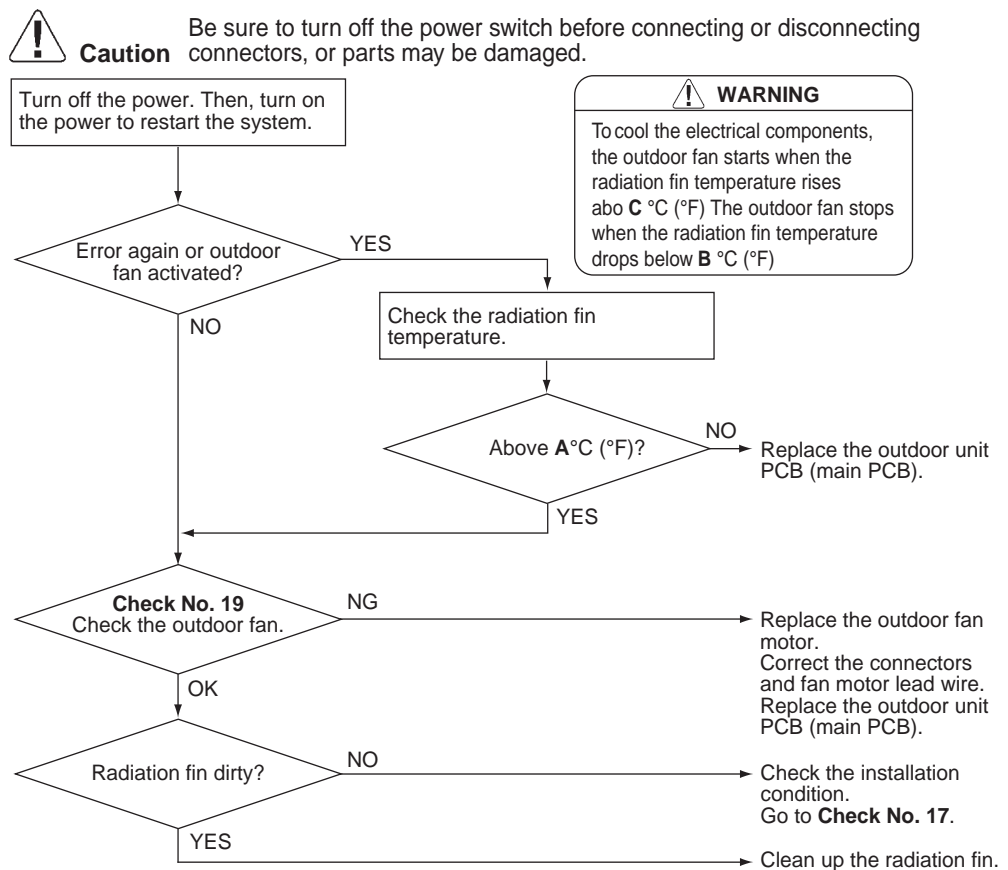 Be sure to turn off the power switch before connecting or disconnecting
Caution connectors, or parts may be damaged.
Turn off the power. Then, turn on
the power to restart the system.
WARNING
To cool the electrical components,
the outdoor fan starts when the
radiation fin temperature rises
abo C °C (°F) The outdoor fan stops
when the radiation fin temperature
drops below B °C (°F)
Error again or outdoor
fan activated?
YES
NO
Check the radiation fin
temperature.
Above A°C (°F)?
NO
Replace the outdoor unit
PCB (main PCB).
YES
Check No. 19
Check the outdoor fan.
NG
Replace the outdoor fan
motor.
Correct the connectors
and fan motor lead wire.
Replace the outdoor unit
PCB (main PCB).
OK
Radiation fin dirty?
NO
Check the installation
condition.
Go to Check No. 17.
YES
Clean up the radiation fin.